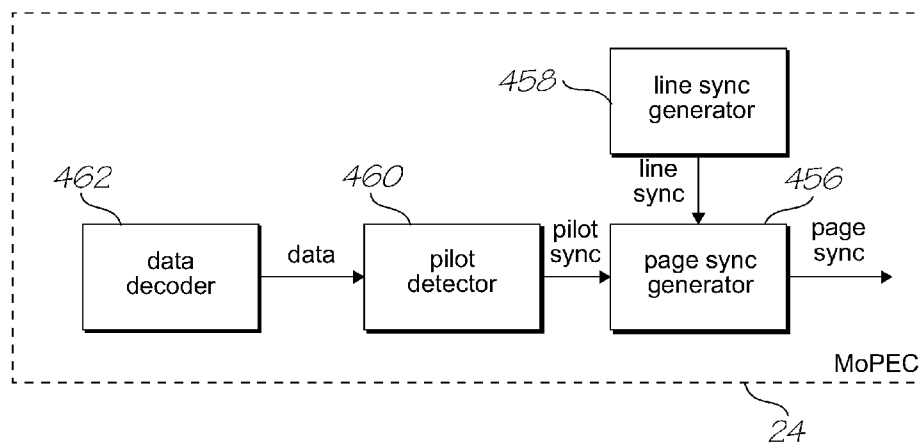 458
line sync
generator
462
460
line
sync
456
data
decoder
data
pilot
detector
pilot
sync
page sync
generator
page
sync
MoPEC
24